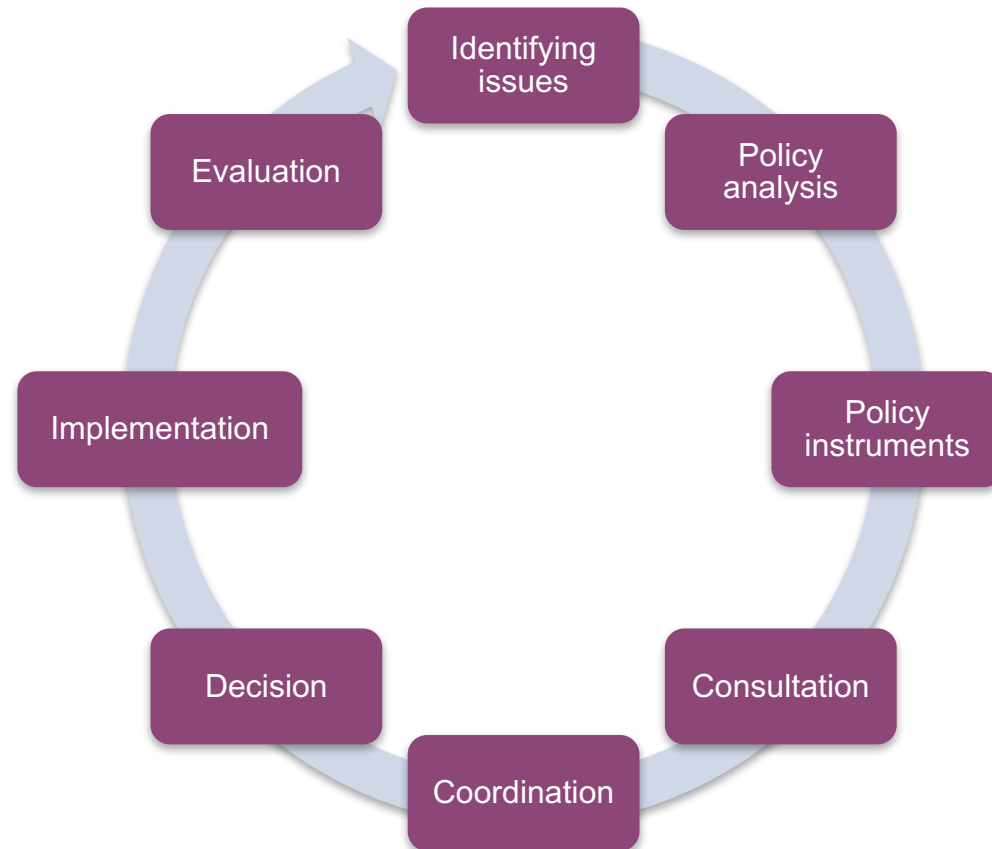 Identifying
issues
Policy
analysis
Policy
instruments
Consultation
Coordination
Decision
Implementation
Evaluation